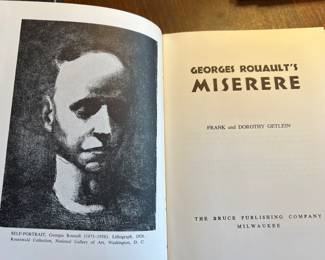 SELF-PORTRAIT, Georges Rouault (1871-1958). Lithograph, 1926.
Rosenwald Collection, National Gallery of Art, Washington, D. C.
GEORGES ROUAULT'S
MISERERE
FRANK and DOROTHY GETLEIN
THE BRUCE PUBLISHING COMPANY
MILWAUKEE